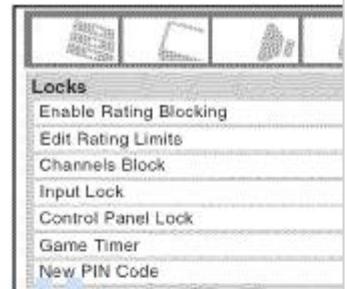 Locks
Enable Rating Blocking
Edit Rating Limits
Channels Block
Input Lock
Control Panel Lock
Game Timer
New PIN Code